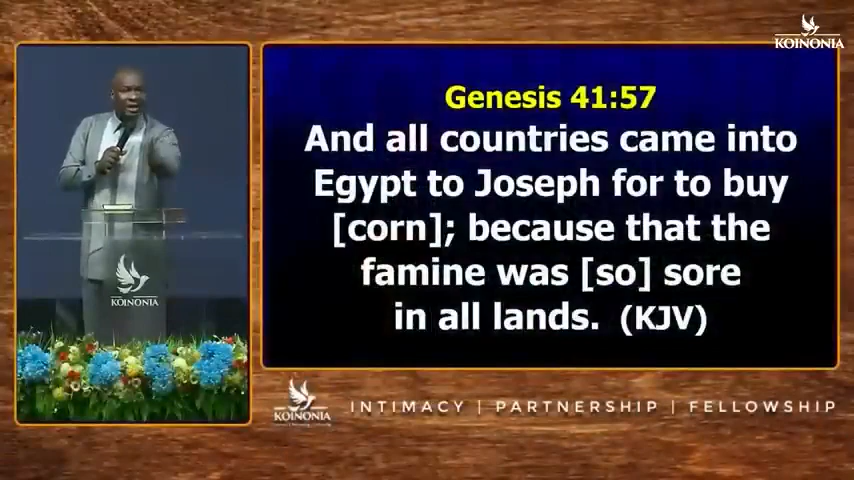 KOINONIA
Genesis 41:57
And all countries came into
Egypt to Joseph for to buy
[corn]; because that the
famine was [so] sore
in all lands. (KJV)
KOINONIA
KOINONIA
INTIMACY | PARTNERSHIP | FELLOWSHIP